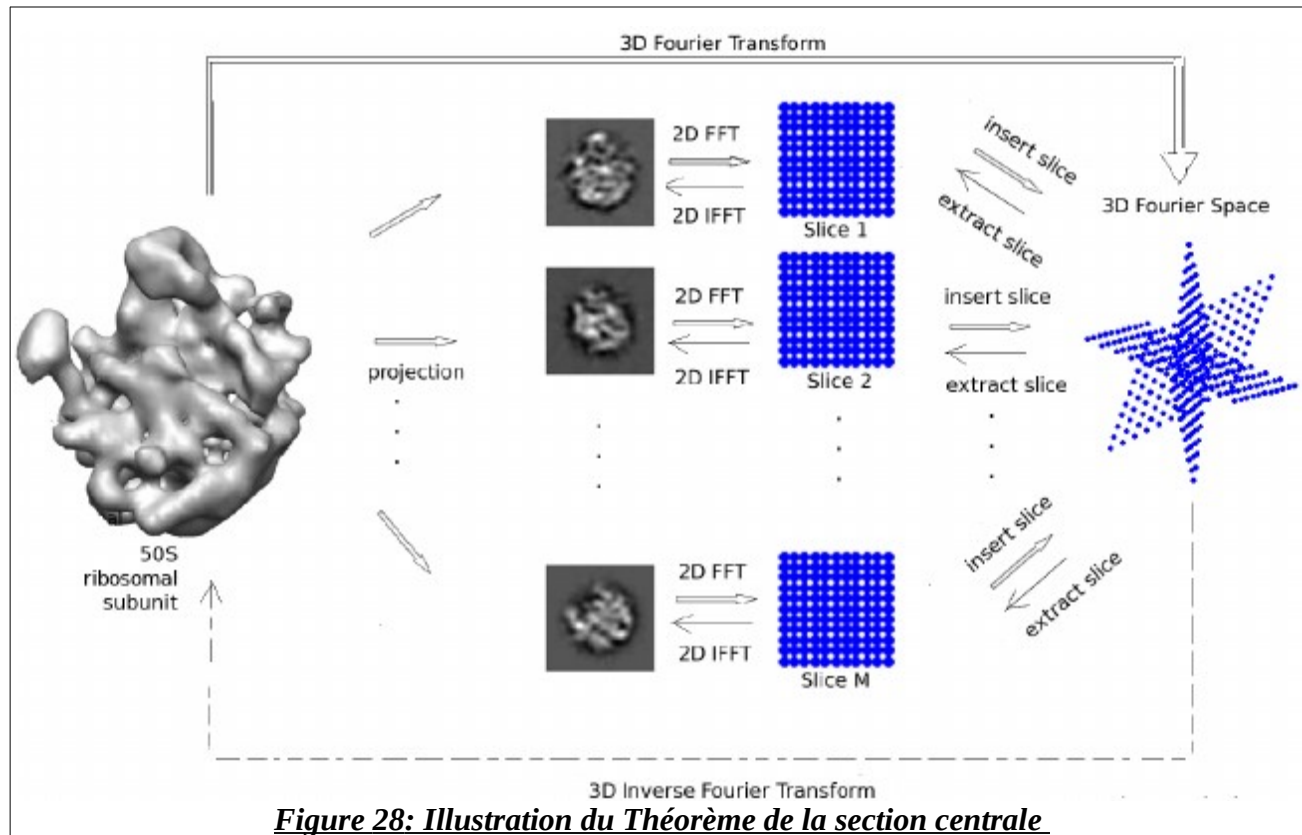 3D Fourier Transform
2D FFT
2D IFFT
Slice 1
insert slice
extract slice
3D Fourier Space
2D FFT
2D IFFT
Slice 2
insert slice
extract slice
projection
50S
ribosomal
subunit
2D FFT
2D IFFT
Slice M
insert slice
extract slice
3D Inverse Fourier Transform
Figure 28: Illustration du Théorème de la section centrale